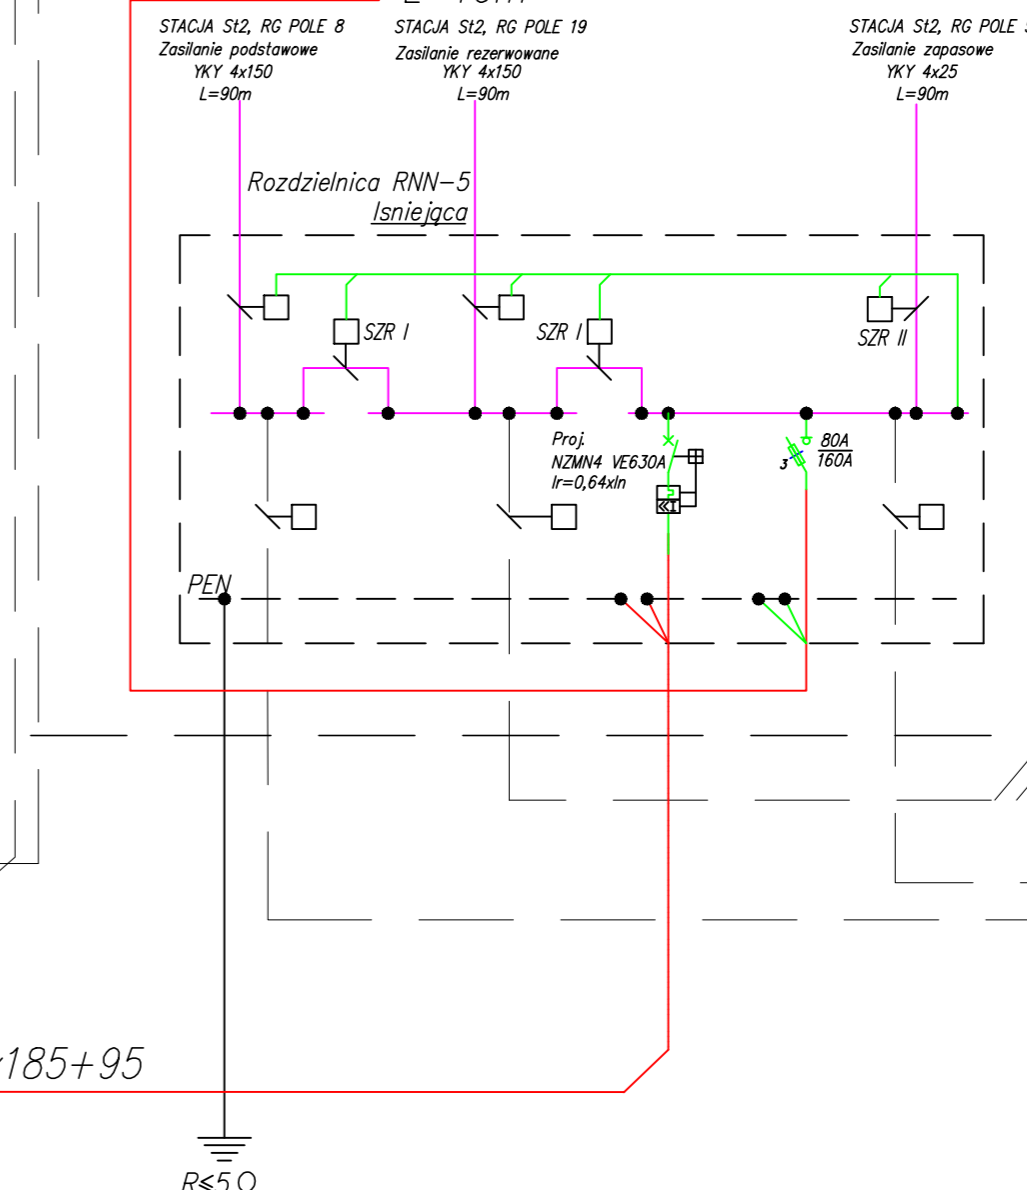 STACJA St2, RG POLE 8
Zasilanie podstawowe
YKY 4x150
L=90m
STACJA St2, RG POLE 19
Zasilanie rezerwowane
YKY 4x150
L=90m
STACJA St2, RG POLE
Zasilanie zapasowe
YKY 4x25
L=90m
Rozdzielnica RNN-5
Isniejąca
SZR I
SZR I
SZR II
Proj.
NZMN4 VE630A
Ir=0,64xIn
3
80A
160A
PEN
185+95
R≤5